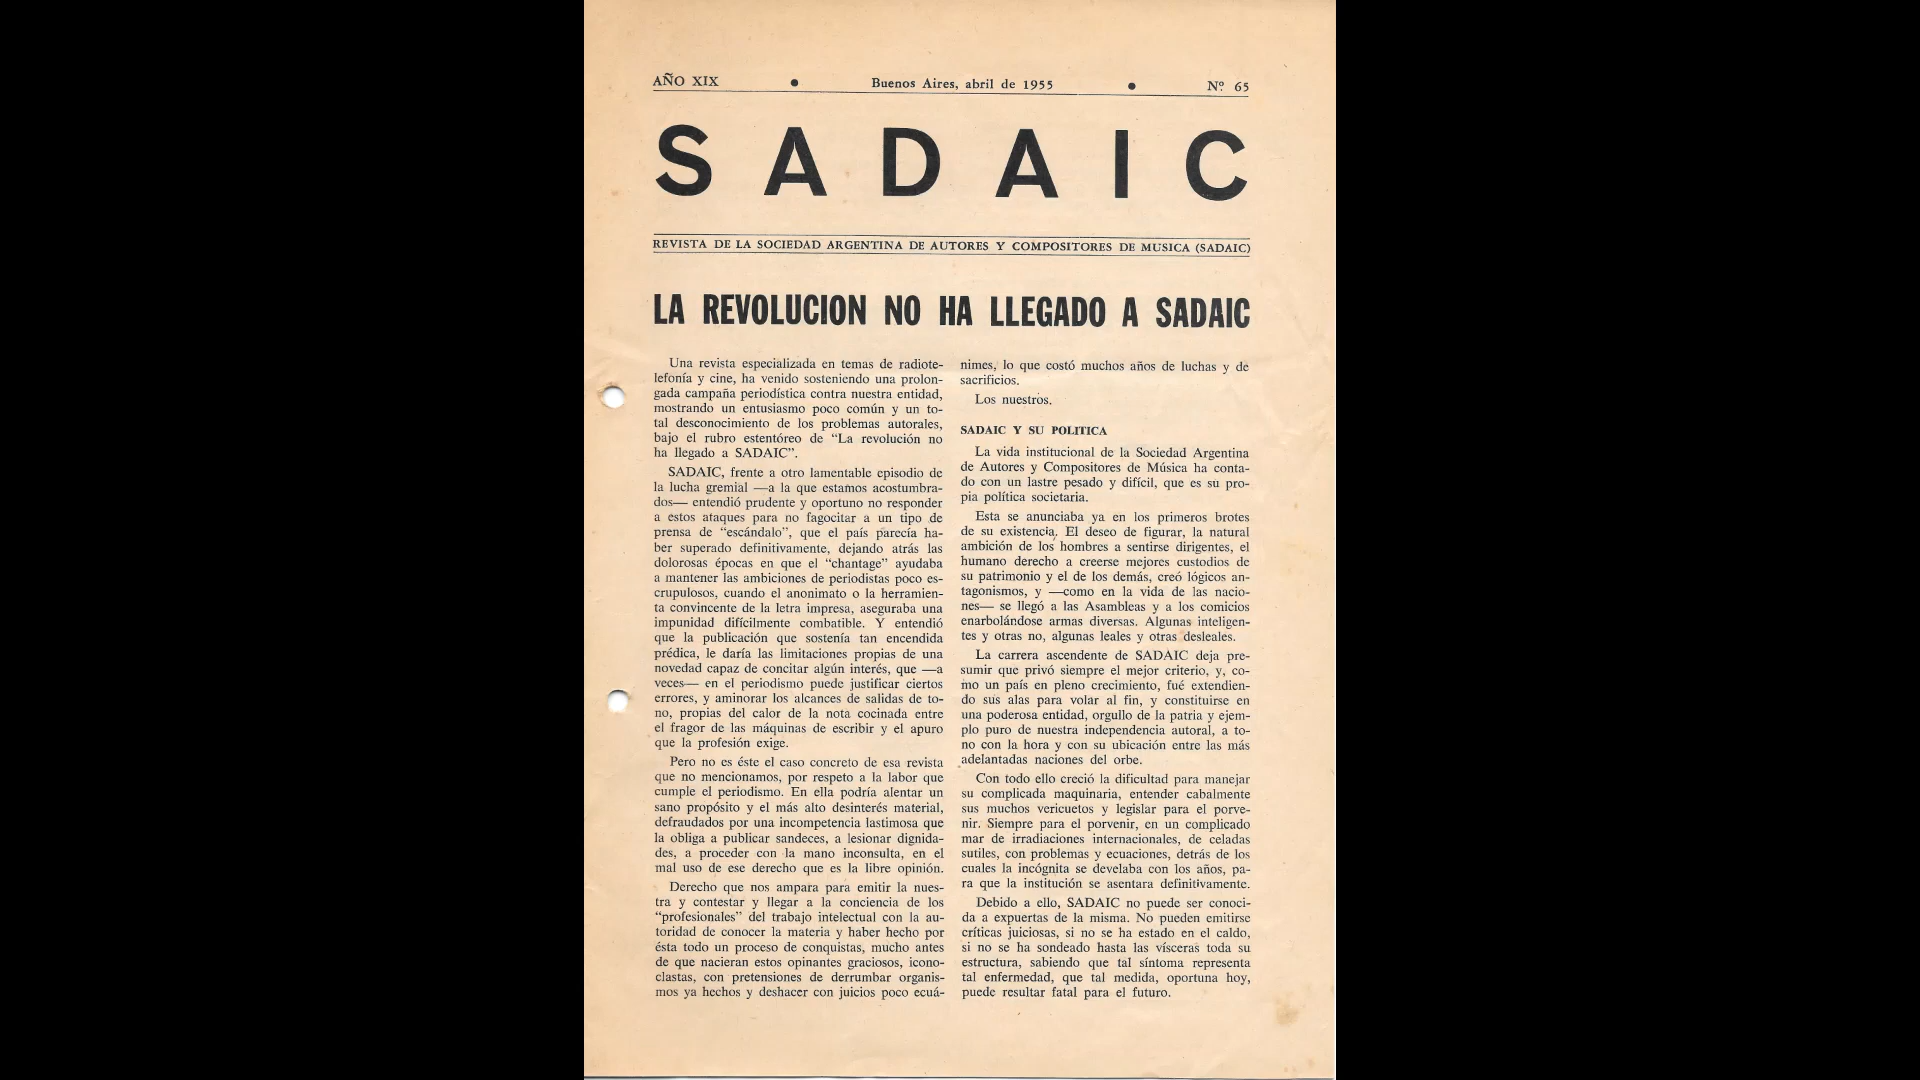 AÑO XIX • Buenos Aires, abril de 1955 • Nº 65
SADAIC
REVISTA DE LA SOCIEDAD ARGENTINA DE AUTORES Y COMPOSITORES DE MUSICA (SADAIC)
LA REVOLUCION NO HA LLEGADO A SADAIC
Una revista especializada en temas de radiote-
lefonía y cine, ha venido sosteniendo una prolon-
gada campaña periodística contra nuestra entidad,
mostrando un entusiasmo poco común y un to-
tal desconocimiento de los problemas autorales,
bajo el rubro estentóreo de “La revolución no
ha llegado a SADAIC”.
SADAIC, frente a otro lamentable episodio de
la lucha gremial —a la que estamos acostumbra-
dos— entendió prudente y oportuno no responder
a estos ataques para no fagocitar a un tipo de
prensa de “escándalo”, que el país parecía ha-
ber superado definitivamente, dejando atrás las
dolorosas épocas en que el “chantage” ayudaba
a mantener las ambiciones de periodistas poco es-
crupulosos, cuando el anonimato o la herramien-
ta convincente de la letra impresa, aseguraba una
impunidad difícilmente combatible. Y entendió
que la publicación que sostenía tan encendida
prédica, le daría las limitaciones propias de una
novedad capaz de concitar algún interés, que —a
veces— en el periodismo puede justificar ciertos
errores, y aminorar los alcances de salidas de to-
no, propias del calor de la nota cocinada entre
el fragor de las máquinas de escribir y el apuro
que la profesión exige.
Pero no es éste el caso concreto de esa revista
que no mencionamos, por respeto a la labor que
cumple el periodismo. En ella podría alentar un
sano propósito y el más alto desinterés material,
defraudados por una incompetencia lastimosa que
la obliga a publicar sandeces, a lesionar dignida-
des, a proceder con la mano inconsulta, en el
mal uso de ese derecho que es la libre opinión.
Derecho que nos ampara para emitir la nues-
tra y contestar y llegar a la conciencia de los
“profesionales” del trabajo intelectual con la au-
toridad de conocer la materia y haber hecho por
ésta todo un proceso de conquistas, mucho antes
de que nacieran estos opinantes graciosos, icono-
clastas, con pretensiones de derrumbar organis-
mos ya hechos y deshacer con juicios poco ecuá-
nimes, lo que costó muchos años de luchas y de
sacrificios.
Los nuestros.
SADAIC Y SU POLITICA
La vida institucional de la Sociedad Argentina
de Autores y Compositores de Música ha conta-
do con un lastre pesado y difícil, que es su pro-
pia política societaria.
Esta se anunciaba ya en los primeros brotes
de su existencia. El deseo de figurar, la natural
ambición de los hombres a sentirse dirigentes, el
humano derecho a creerse mejores custodios de
su patrimonio y el de los demás, creó lógicos an-
tagonismos, y —como en la vida de las nacio-
nes— se llegó a las Asambleas y a los comicios
enarbolándose armas diversas. Algunas inteligen-
tes y otras no, algunas leales y otras desleales.
La carrera ascendente de SADAIC deja pre-
sumir que privó siempre el mejor criterio, y, co-
mo un país en pleno crecimiento, fué extendien-
do sus alas para volar al fin, y constituirse en
una poderosa entidad, orgullo de la patria y ejem-
plo puro de nuestra independencia autoral, a to-
no con la hora y con su ubicación entre las más
adelantadas naciones del orbe.
Con todo ello creció la dificultad para manejar
su complicada maquinaria, entender cabalmente
sus muchos vericuetos y legislar para el porve-
nir. Siempre para el porvenir, en un complicado
mar de irradiaciones internacionales, de celadas
sutiles, con problemas y ecuaciones, detrás de los
cuales la incógnita se develaba con los años, pa-
ra que la institución se asentara definitivamente.
Debido a ello, SADAIC no puede ser conoci-
da a expuertas de la misma. No pueden emitirse
críticas juiciosas, si no se ha estado en el caldo,
si no se ha sondeado hasta las vísceras toda su
estructura, sabiendo que tal síntoma representa
tal enfermedad, que tal medida, oportuna hoy,
puede resultar fatal para el futuro.